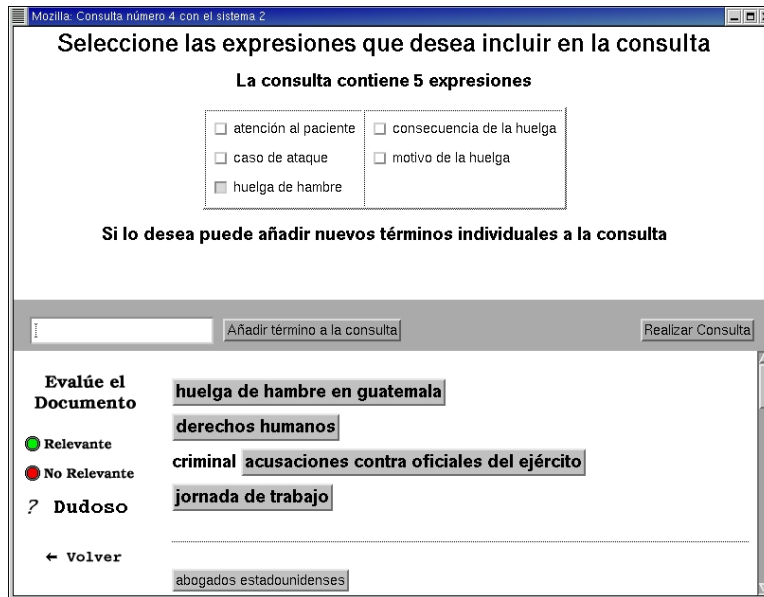 Mozilla: Consulta número 4 con el sistema 2
Seleccione las expresiones que desea incluir en la consulta
La consulta contiene 5 expresiones
atención al paciente
consecuencia de la huelga
caso de ataque
motivo de la huelga
huelga de hambre
Si lo desea puede añadir nuevos términos individuales a la consulta
Añadir término a la consulta
Realizar Consulta
Evalúe el
Documento
Relevante
No Relevante
? Dudoso
← Volver
huelga de hambre en guatemala
derechos humanos
criminal acusaciones contra oficiales del ejército
jornada de trabajo
abogados estadounidenses